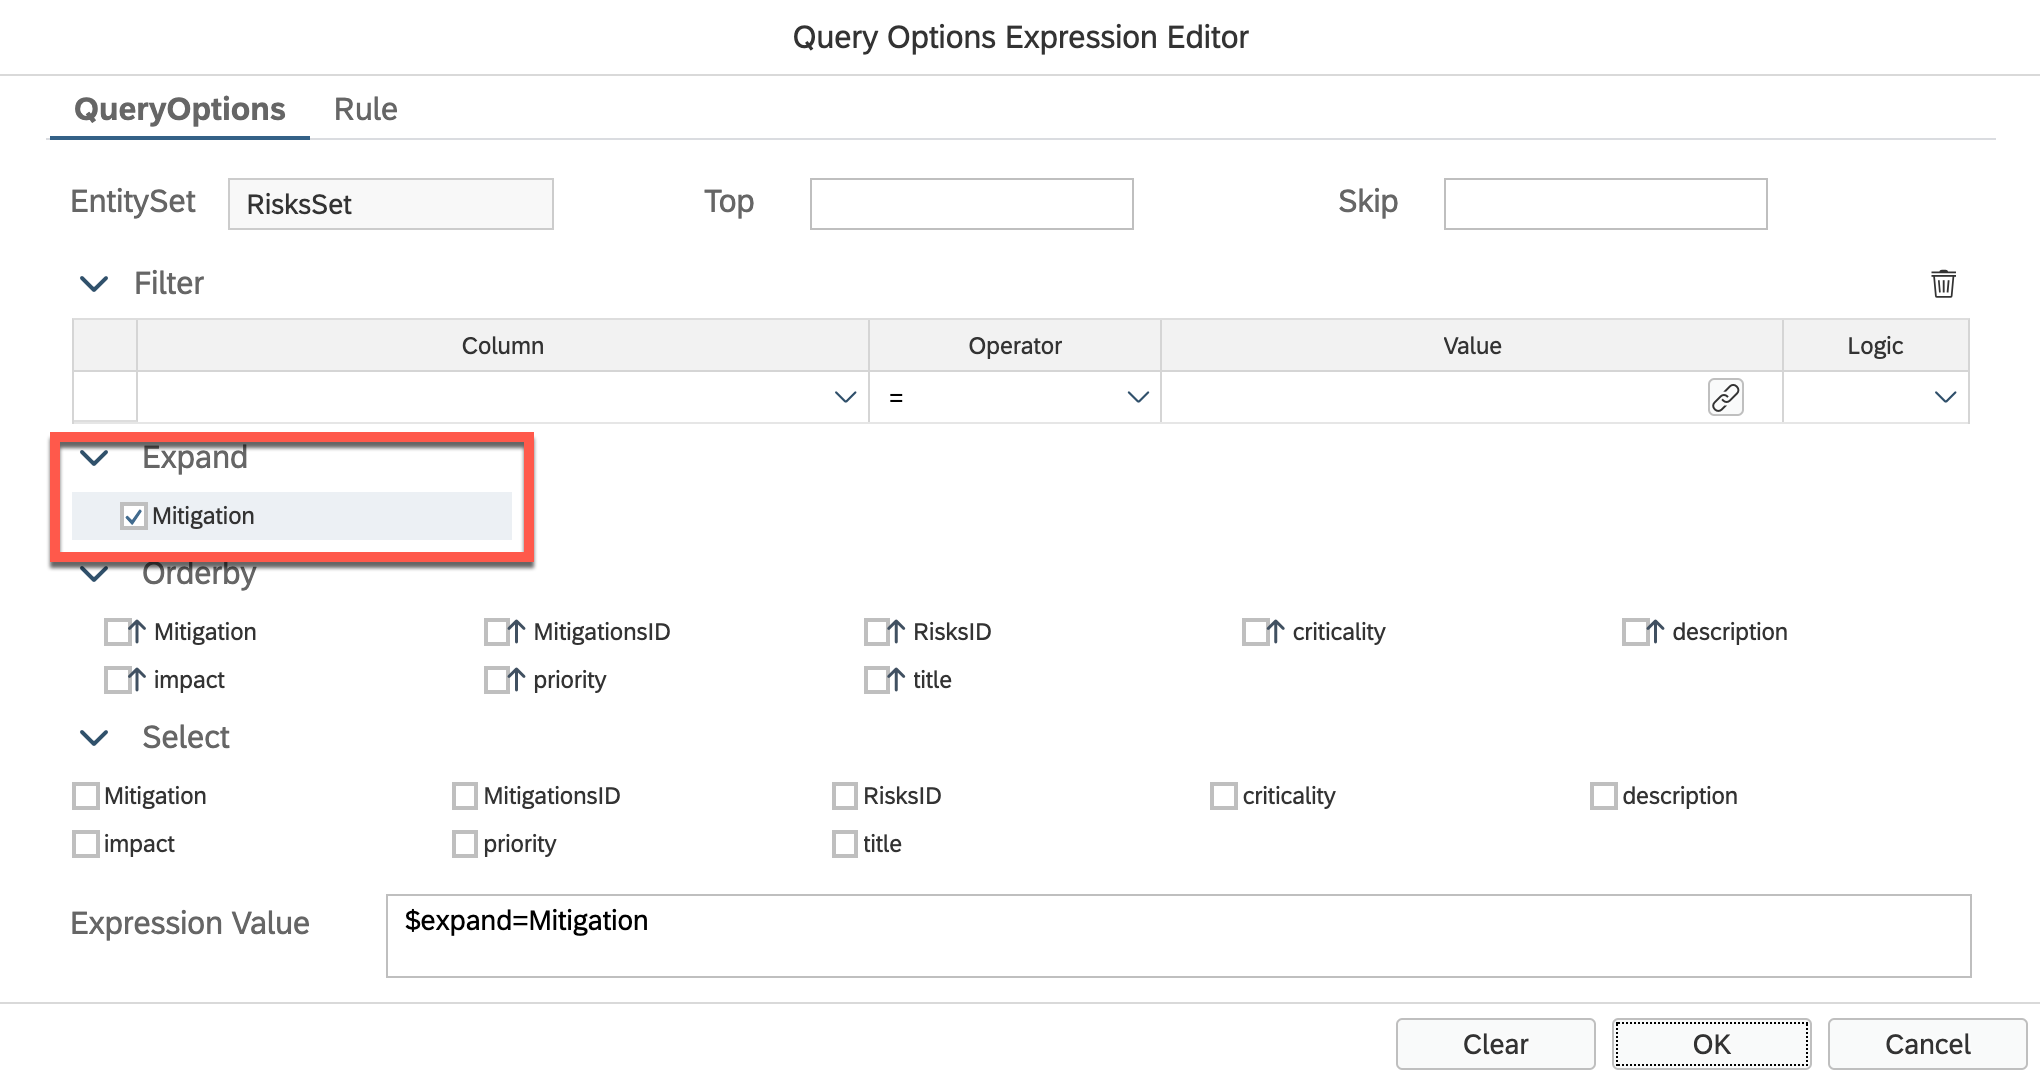 Query Options Expression Editor
QueryOptions Rule
EntitySet RisksSet Top Skip
Filter
Column Operator Value Logic
=
Expand
Mitigation
Orderby
Mitigation MitigationsID RisksID criticality description
impact priority title
Select
Mitigation MitigationsID RisksID criticality description
impact priority title
Expression Value $expand=Mitigation
Clear OK Cancel